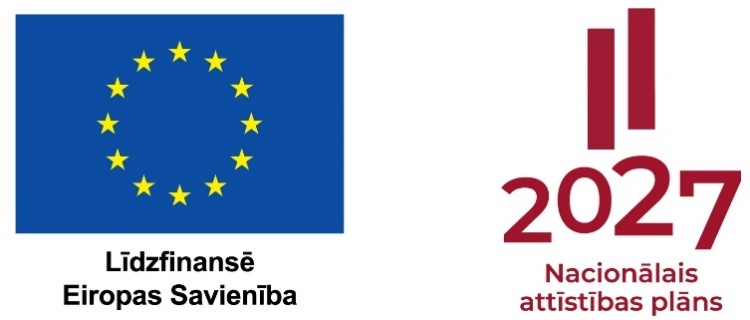 Līdzfinansē
Eiropas Savienība
2027
Nacionālais
attīstības plāns